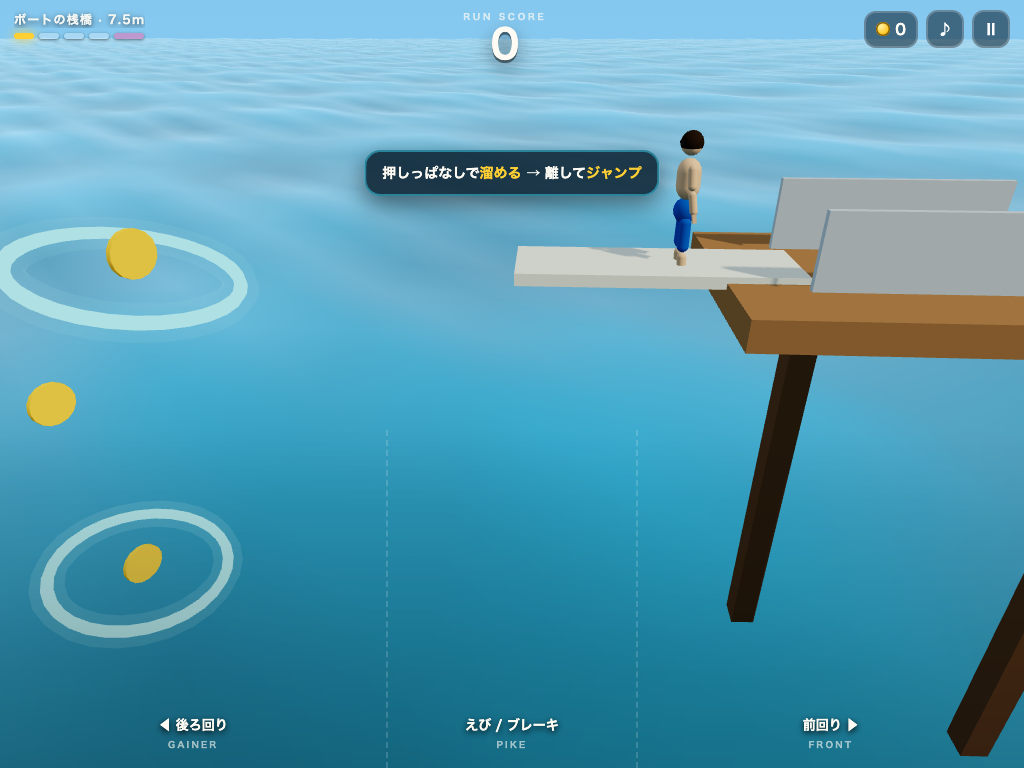 ボートの桟橋 · 7.5m
RUN SCORE
0
0
♪
押しっぱなしで溜める → 離してジャンプ
◀ 後ろ回り
GAINER
えび / ブレーキ
PIKE
前回り ▶
FRONT